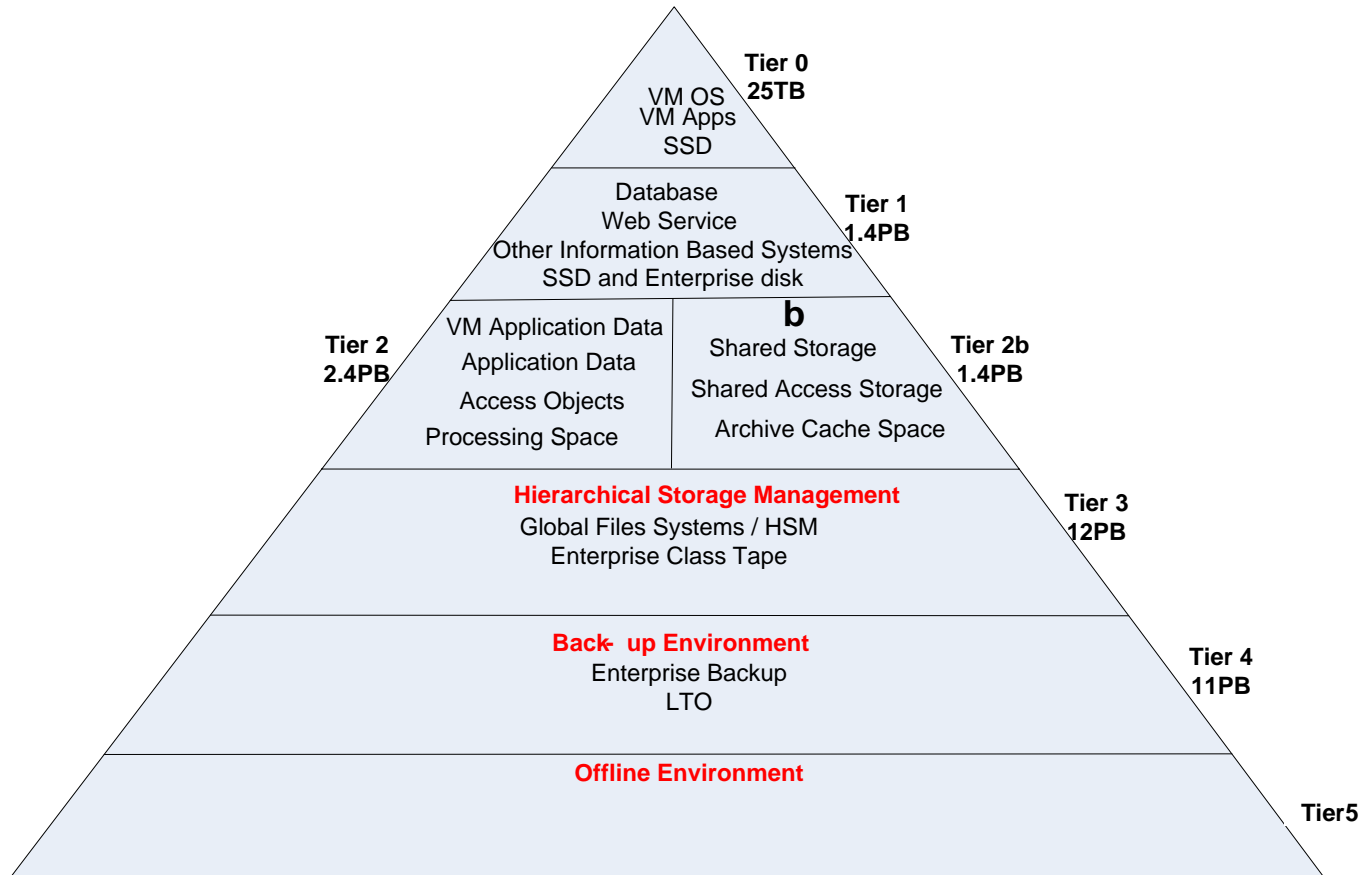 Tier 0
25TB
VM OS
VM Apps
SSD
Database
Web Service
Other Information Based Systems
SSD and Enterprise disk
Tier 1
1.4PB
Tier 2
2.4PB
VM Application Data
Application Data
Access Objects
Processing Space
b
Shared Storage
Shared Access Storage
Archive Cache Space
Tier 2b
1.4PB
Hierarchical Storage Management
Global Files Systems / HSM
Enterprise Class Tape
Tier 3
12PB
Back- up Environment
Enterprise Backup
LTO
Tier 4
11PB
Offline Environment
Tier5